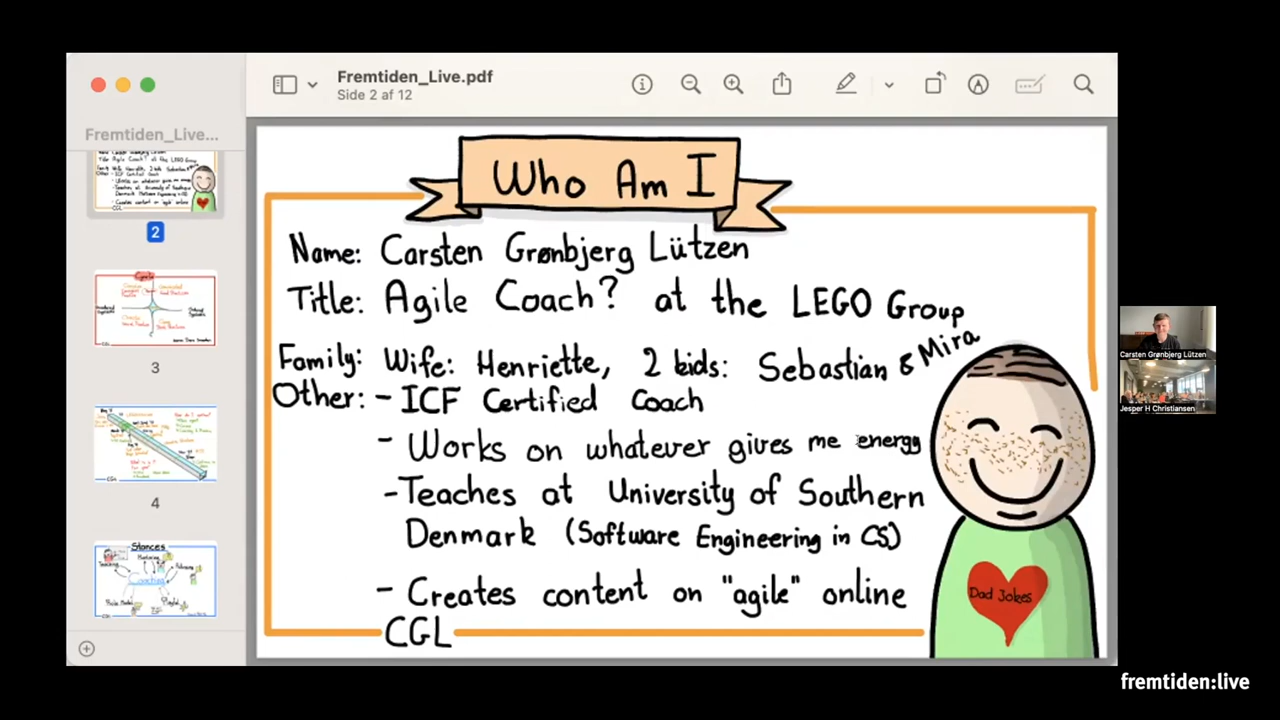 Fremtiden_Live.pdf
Side 2 af 12
Fremtiden_Live...
2
3
4
Stances
Coaching
Who Am I
Name: Carsten Grønbjerg Lützen
Title: Agile Coach? at the LEGO Group
Family: Wife: Henriette, 2 kids: Sebastian & Mira
Other: - ICF Certified Coach
- Works on whatever gives me energy
- Teaches at University of Southern
Denmark (Software Engineering in CS)
- Creates content on "agile" online
CGL
Dad Jokes
Carsten Grønbjerg Lützen
Jesper H Christiansen
fremtiden:live